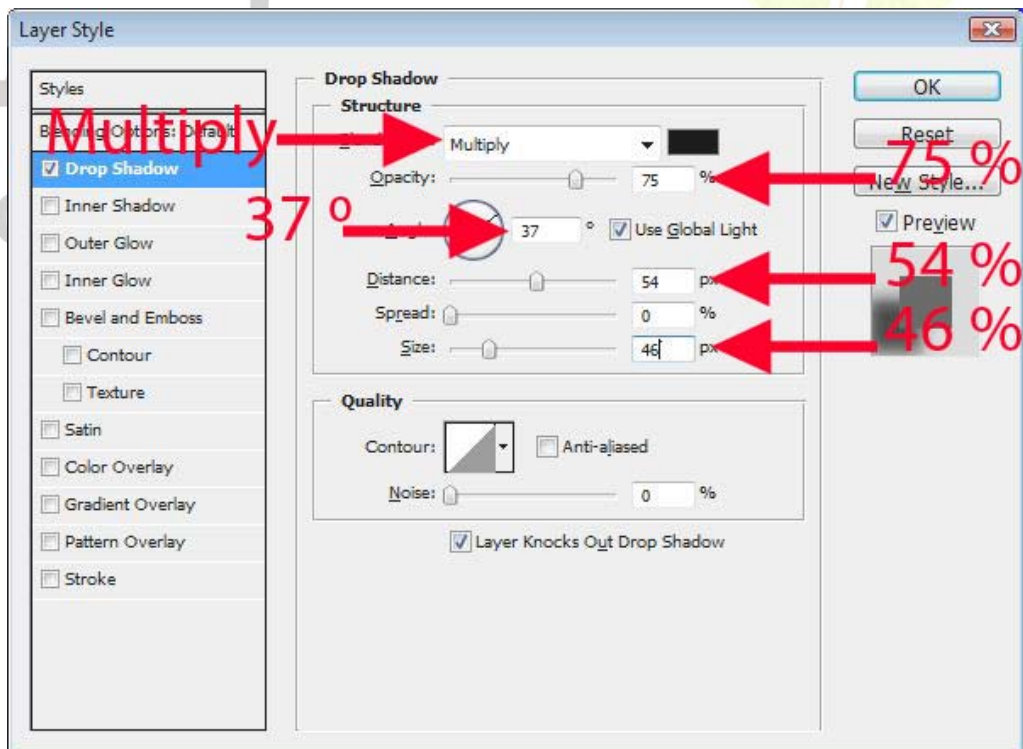 Layer Style
Styles
Blending Options: Default
Multiply
Drop Shadow
Inner Shadow
Outer Glow
Inner Glow
Bevel and Emboss
Contour
Texture
Satin
Color Overlay
Gradient Overlay
Pattern Overlay
Stroke
Drop Shadow
Structure
Multiply
Opacity: 75 %
75 %
37 º
37 ° Use Global Light
Distance: 54 px
54 %
Spread: 0 %
Size: 46 px
46 %
Quality
Contour: Anti-aliased
Noise: 0 %
Layer Knocks Out Drop Shadow
OK
Reset
New Style...
Preview